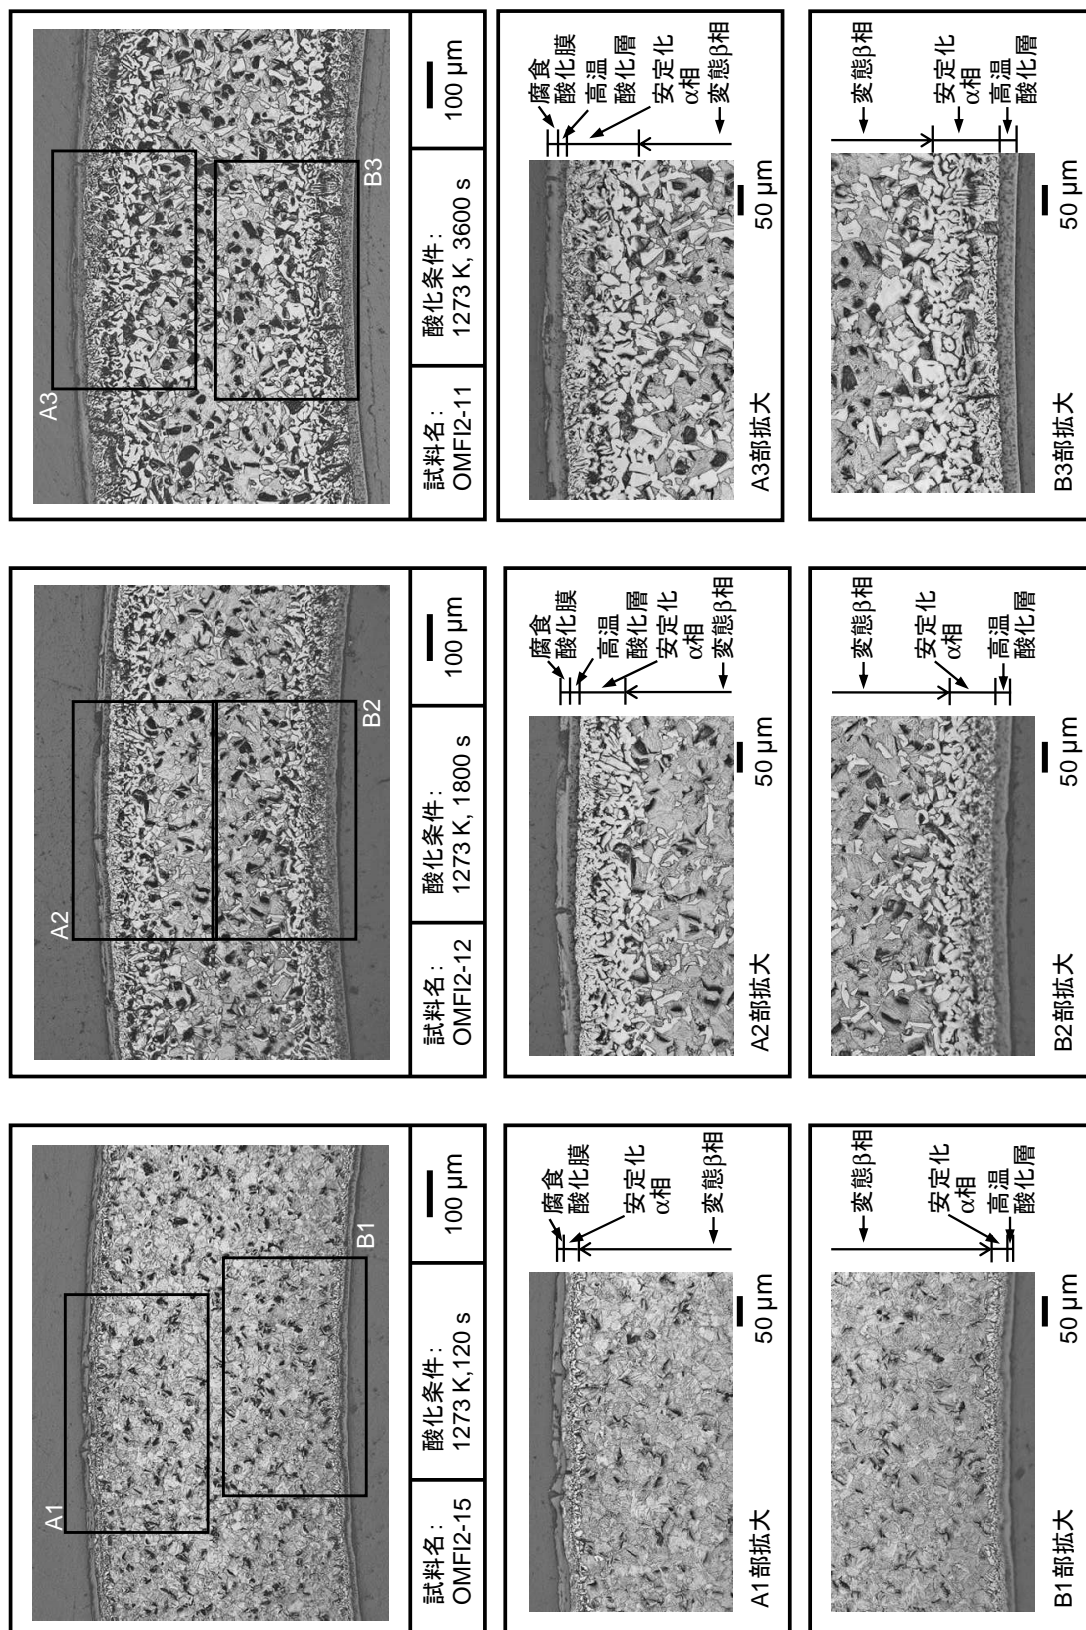 A1
B1
試料名：
OMFI2-15
酸化条件：
1273 K,120 s
100 μm
腐食
酸化膜
安定化
α相
変態β相
50 μm
A1部拡大
変態β相
安定化
α相
高温
酸化層
50 μm
B1部拡大
A2
B2
試料名：
OMFI2-12
酸化条件：
1273 K, 1800 s
100 μm
腐食
酸化膜
高温
酸化層
安定化
α相
変態β相
50 μm
A2部拡大
変態β相
安定化
α相
高温
酸化層
50 μm
B2部拡大
A3
B3
試料名：
OMFI2-11
酸化条件：
1273 K, 3600 s
100 μm
腐食
酸化膜
高温
酸化層
安定化
α相
変態β相
50 μm
A3部拡大
変態β相
安定化
α相
高温
酸化層
50 μm
B3部拡大